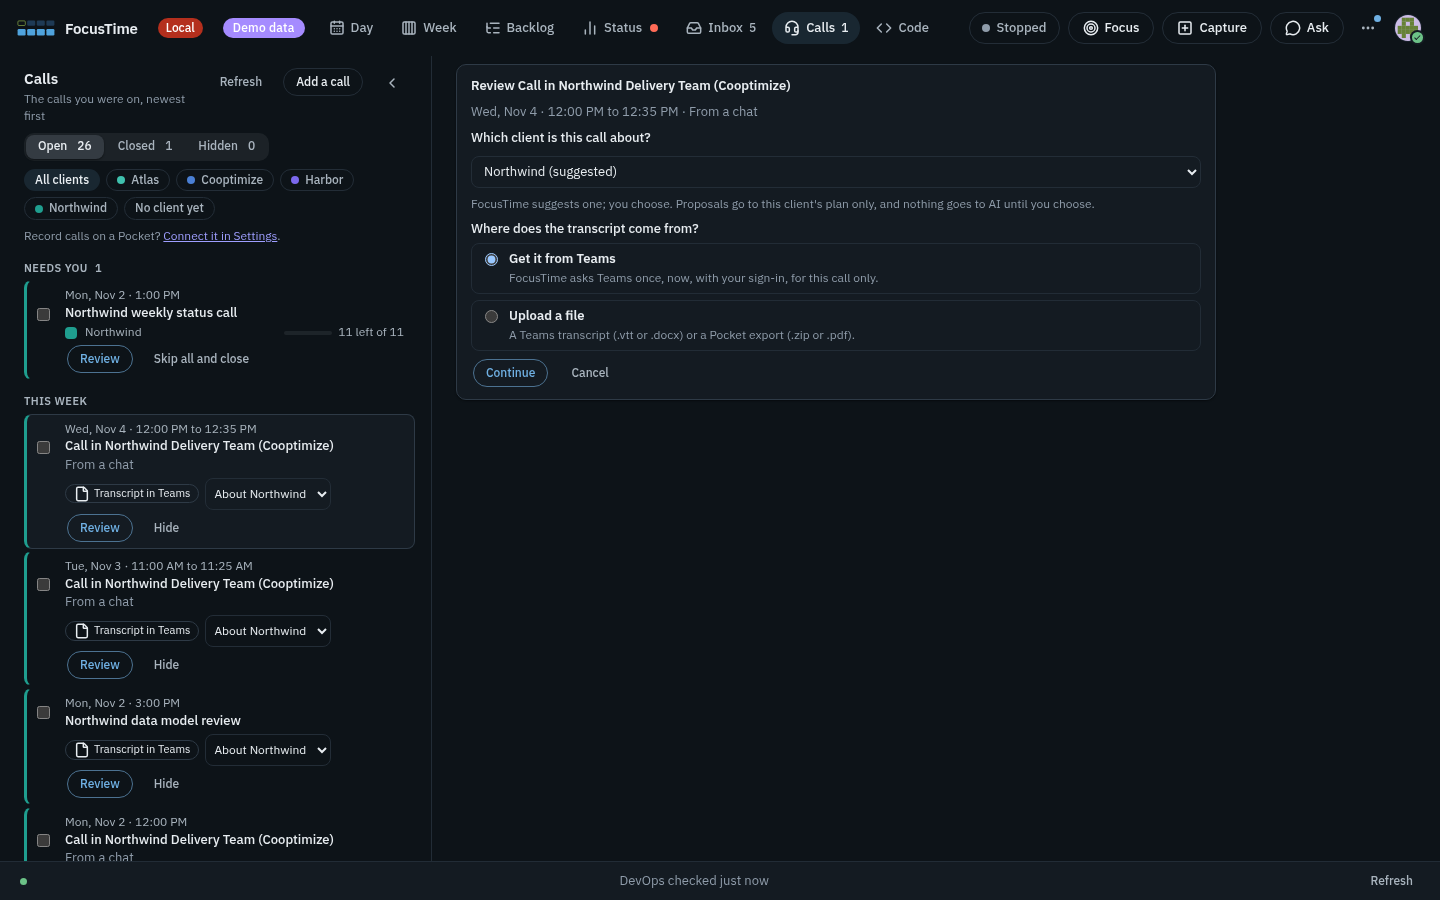 FocusTime
Local
Demo data
Day
Week
Backlog
Status
Inbox 5
Calls 1
Code
Stopped
Focus
Capture
Ask
Calls
The calls you were on, newest first
Refresh
Add a call
Open 26
Closed 1
Hidden 0
All clients
Atlas
Cooptimize
Harbor
Northwind
No client yet
Record calls on a Pocket? Connect it in Settings.
NEEDS YOU 1
Mon, Nov 2 · 1:00 PM
Northwind weekly status call
Northwind
11 left of 11
Review
Skip all and close
THIS WEEK
Wed, Nov 4 · 12:00 PM to 12:35 PM
Call in Northwind Delivery Team (Cooptimize)
From a chat
Transcript in Teams
About Northwind
Review
Hide
Tue, Nov 3 · 11:00 AM to 11:25 AM
Call in Northwind Delivery Team (Cooptimize)
From a chat
Transcript in Teams
About Northwind
Review
Hide
Mon, Nov 2 · 3:00 PM
Northwind data model review
Transcript in Teams
About Northwind
Review
Hide
Mon, Nov 2 · 12:00 PM
Call in Northwind Delivery Team (Cooptimize)
From a chat
Review Call in Northwind Delivery Team (Cooptimize)
Wed, Nov 4 · 12:00 PM to 12:35 PM · From a chat
Which client is this call about?
Northwind (suggested)
FocusTime suggests one; you choose. Proposals go to this client's plan only, and nothing goes to AI until you choose.
Where does the transcript come from?
Get it from Teams
FocusTime asks Teams once, now, with your sign-in, for this call only.
Upload a file
A Teams transcript (.vtt or .docx) or a Pocket export (.zip or .pdf).
Continue
Cancel
DevOps checked just now
Refresh